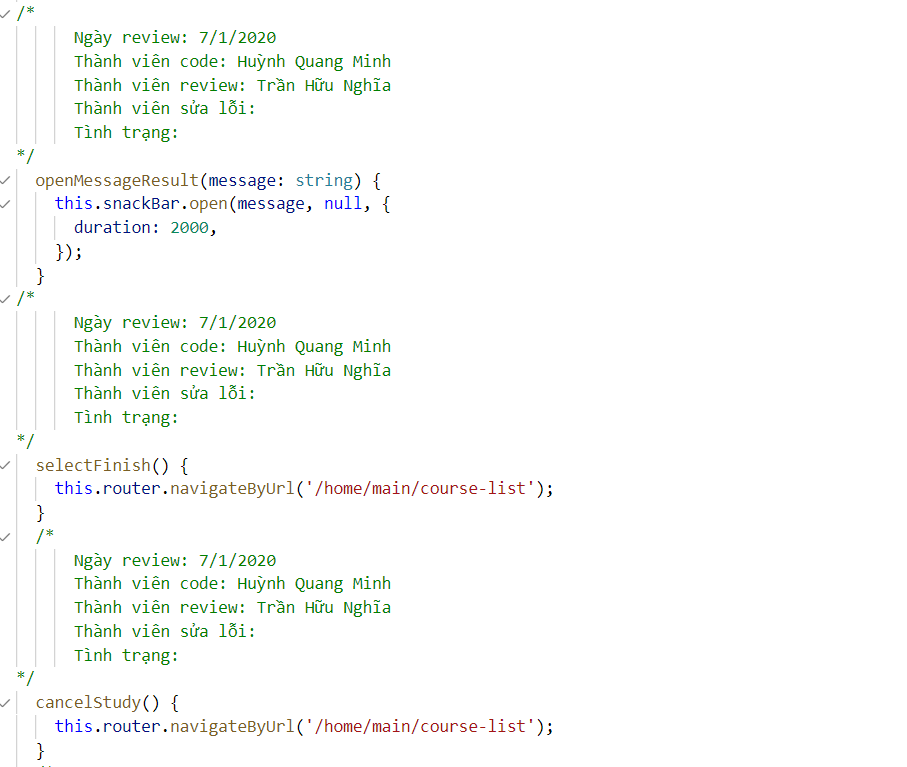 /*
Ngày review: 7/1/2020
Thành viên code: Huỳnh Quang Minh
Thành viên review: Trần Hữu Nghĩa
Thành viên sửa lỗi:
Tình trạng:
*/
openMessageResult(message: string) {
this.snackBar.open(message, null, {
duration: 2000,
});
}
/*
Ngày review: 7/1/2020
Thành viên code: Huỳnh Quang Minh
Thành viên review: Trần Hữu Nghĩa
Thành viên sửa lỗi:
Tình trạng:
*/
selectFinish() {
this.router.navigateByUrl('/home/main/course-list');
}
/*
Ngày review: 7/1/2020
Thành viên code: Huỳnh Quang Minh
Thành viên review: Trần Hữu Nghĩa
Thành viên sửa lỗi:
Tình trạng:
*/
cancelStudy() {
this.router.navigateByUrl('/home/main/course-list');
}